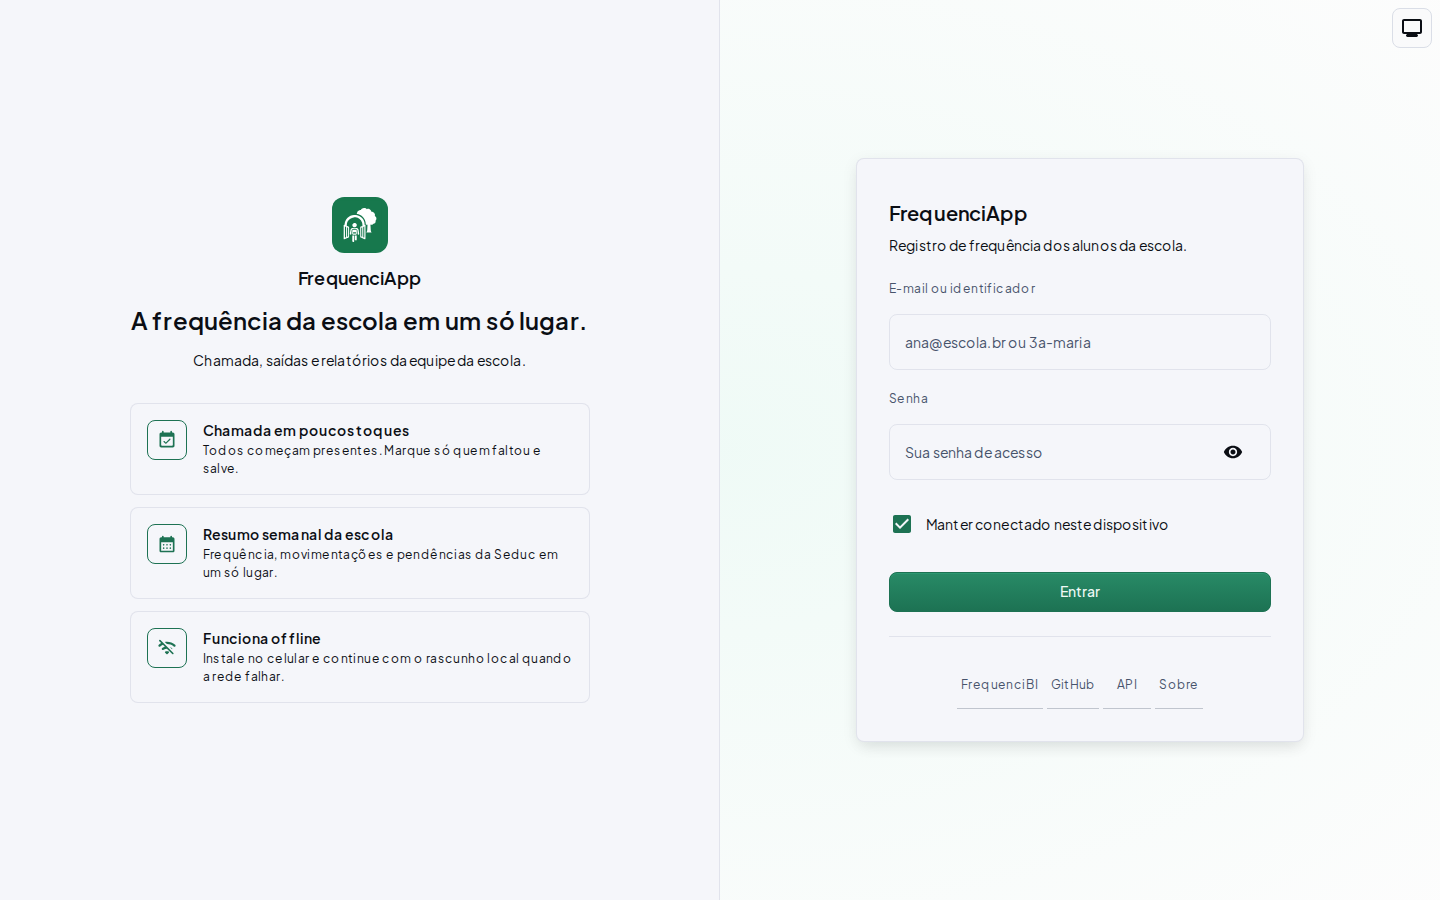 FrequenciApp
A frequência da escola em um só lugar.
Chamada, saídas e relatórios da equipe da escola.
Chamada em poucos toques
Todos começam presentes. Marque só quem faltou e
salve.
Resumo semanal da escola
Frequência, movimentações e pendências da Seduc em
um só lugar.
Funciona offline
Instale no celular e continue com o rascunho local quando
a rede falhar.
FrequenciApp
Registro de frequência dos alunos da escola.
E-mail ou identificador
ana@escola.br ou 3a-maria
Senha
Sua senha de acesso
Manter conectado neste dispositivo
Entrar
FrequenciBI GitHub API Sobre